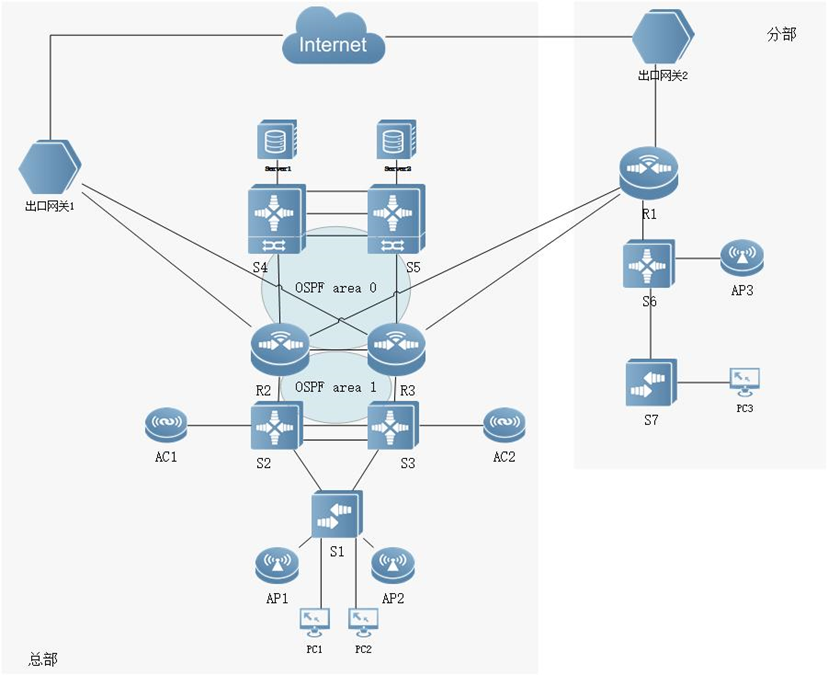 Internet
分部
出口网关2
Server1
Server2
出口网关1
R1
S4
S5
S6
AP3
OSPF area 0
R2
OSPF area 1
R3
PC3
S7
AC1
S2
S3
AC2
S1
AP1
AP2
PC1
PC2
总部